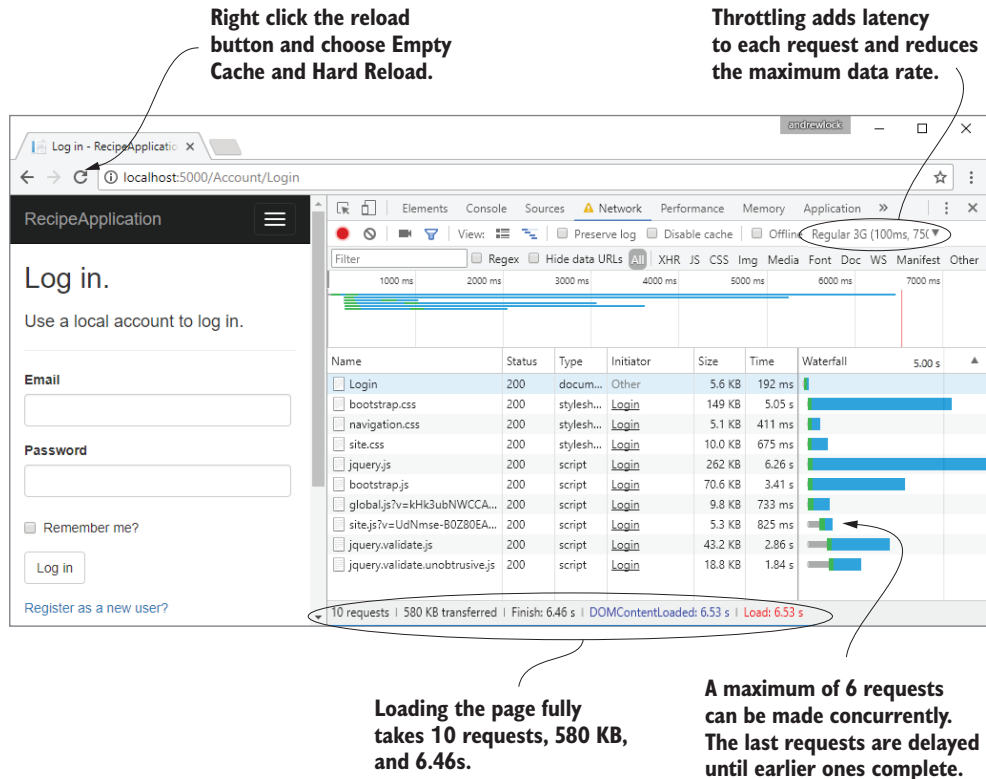 Right click the reload
button and choose Empty
Cache and Hard Reload.
Throttling adds latency
to each request and reduces
the maximum data rate.
andrewlock
Log in - RecipeApplicatio
localhost:5000/Account/Login
RecipeApplication
Log in.
Use a local account to log in.
Email
Password
Remember me?
Log in
Register as a new user?
Elements Console Sources Network Performance Memory Application »
View: Preserve log Disable cache Offline Regular 3G (100ms, 750
Filter Regex Hide data URLs All XHR JS CSS Img Media Font Doc WS Manifest Other
1000 ms 2000 ms 3000 ms 4000 ms 5000 ms 6000 ms 7000 ms
Name Status Type Initiator Size Time Waterfall 5.00 s
Login 200 docum... Other 5.6 KB 192 ms
bootstrap.css 200 stylesh... Login 149 KB 5.05 s
navigation.css 200 stylesh... Login 5.1 KB 411 ms
site.css 200 stylesh... Login 10.0 KB 675 ms
jquery.js 200 script Login 262 KB 6.26 s
bootstrap.js 200 script Login 70.6 KB 3.41 s
global.js?v=kHk3ubNWCCA... 200 script Login 9.8 KB 733 ms
site.js?v=UdNmse-B0Z80EA... 200 script Login 5.3 KB 825 ms
jquery.validate.js 200 script Login 43.2 KB 2.86 s
jquery.validate.unobtrusive.js 200 script Login 18.8 KB 1.84 s
10 requests | 580 KB transferred | Finish: 6.46 s | DOMContentLoaded: 6.53 s | Load: 6.53 s
Loading the page fully
takes 10 requests, 580 KB,
and 6.46s.
A maximum of 6 requests
can be made concurrently.
The last requests are delayed
until earlier ones complete.